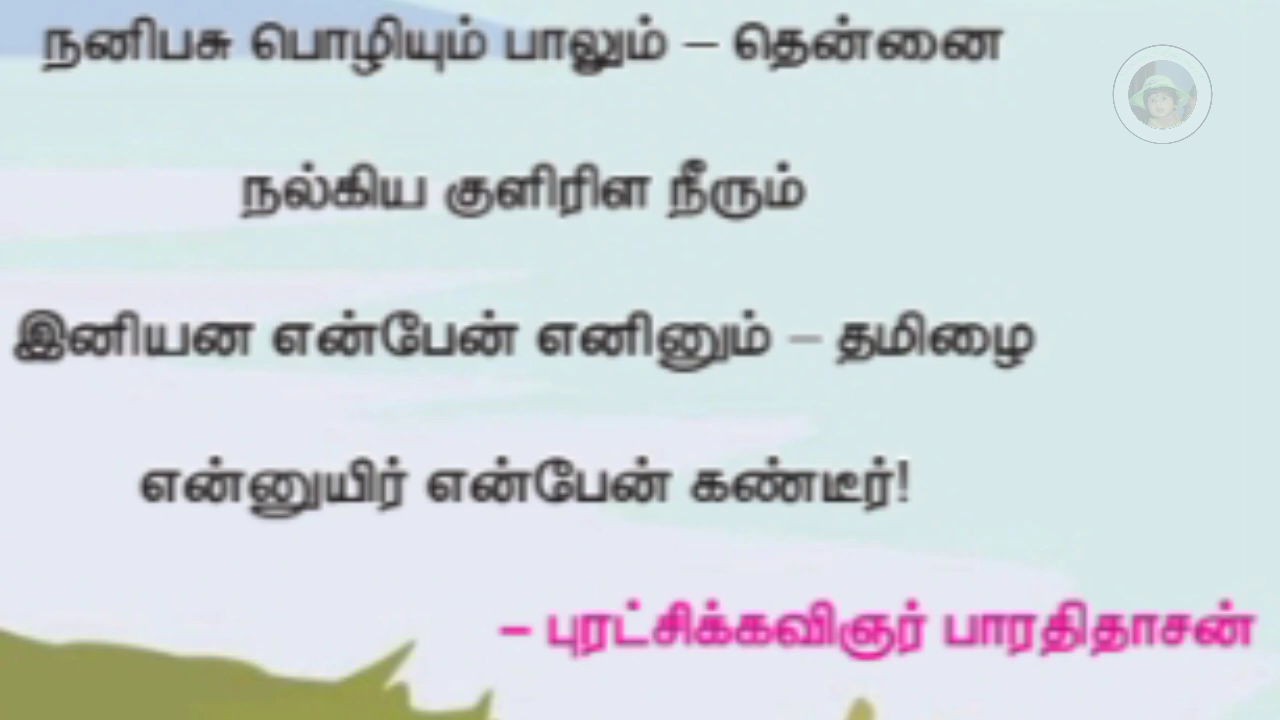 நனிபசு பொழியும் பாலும் – தென்னை
நல்கிய குளிரிள நீரும்
இனியன என்பேன் எனினும் – தமிழை
என்னுயிர் என்பேன் கண்டீர்!
– புரட்சிக்கவிஞர் பாரதிதாசன்